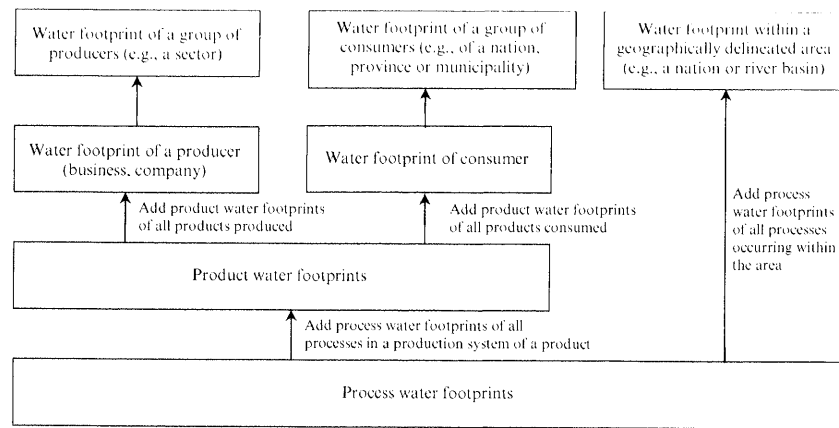 Water footprint of a group of
producers (e.g., a sector)
Water footprint of a group of
consumers (e.g., of a nation,
province or municipality)
Water footprint within a
geographically delineated area
(e.g., a nation or river basin)
Water footprint of a producer
(business, company)
Water footprint of consumer
Add product water footprints
of all products produced
Add product water footprints
of all products consumed
Add process
water footprints
of all processes
occurring within
the area
Product water footprints
Add process water footprints of all
processes in a production system of a product
Process water footprints